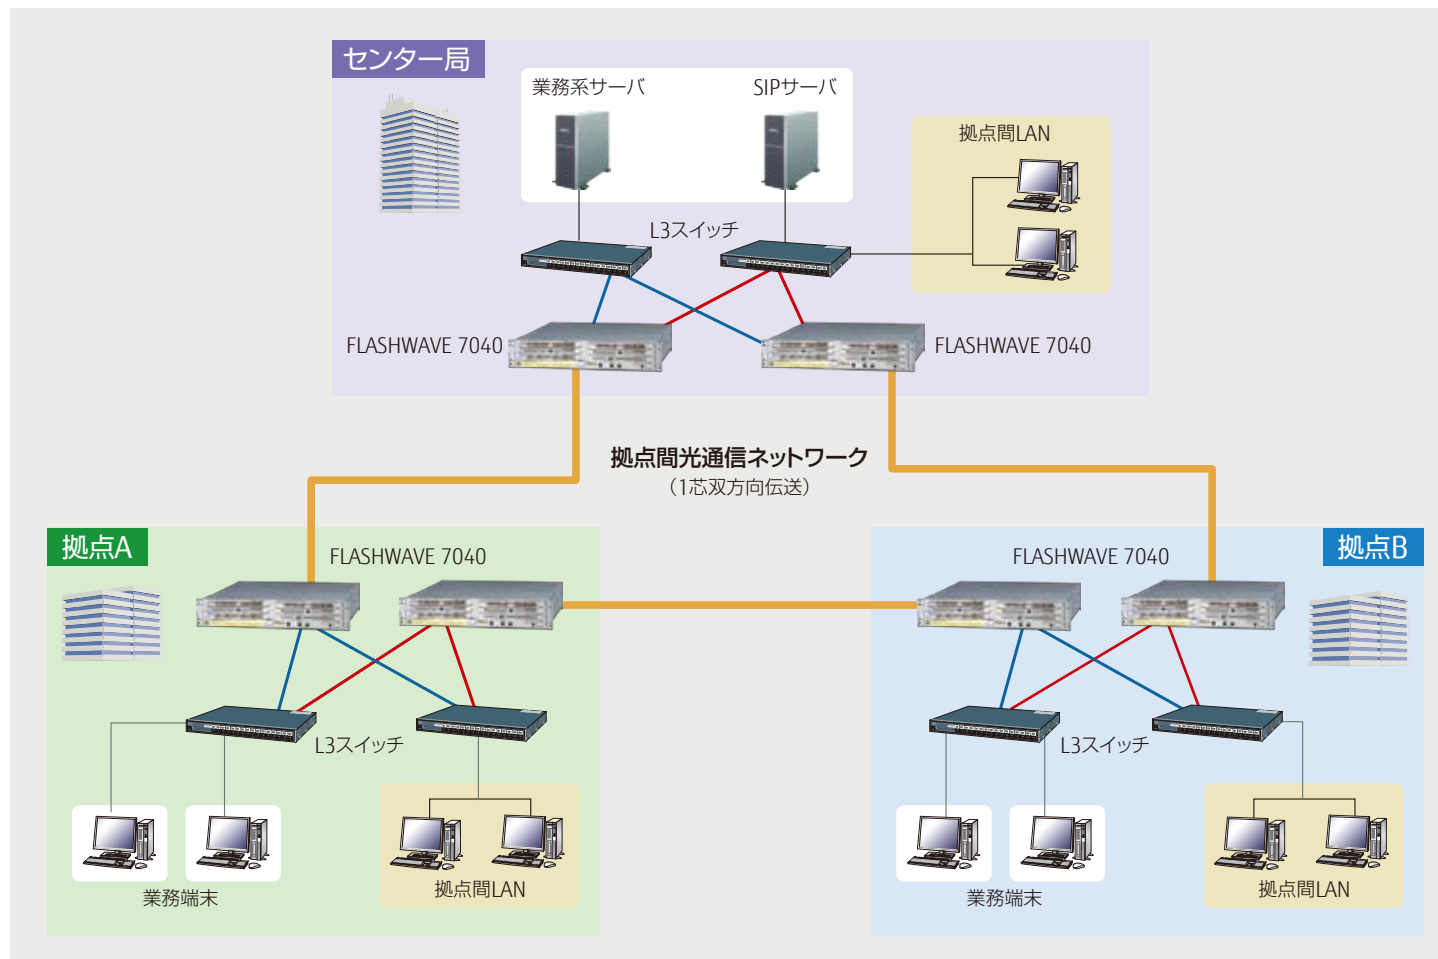 センター局
業務系サーバ
SIPサーバ
拠点間LAN
L3スイッチ
FLASHWAVE 7040
FLASHWAVE 7040
拠点間光通信ネットワーク
（1芯双方向伝送）
拠点A
FLASHWAVE 7040
L3スイッチ
業務端末
拠点間LAN
拠点B
FLASHWAVE 7040
L3スイッチ
業務端末
拠点間LAN